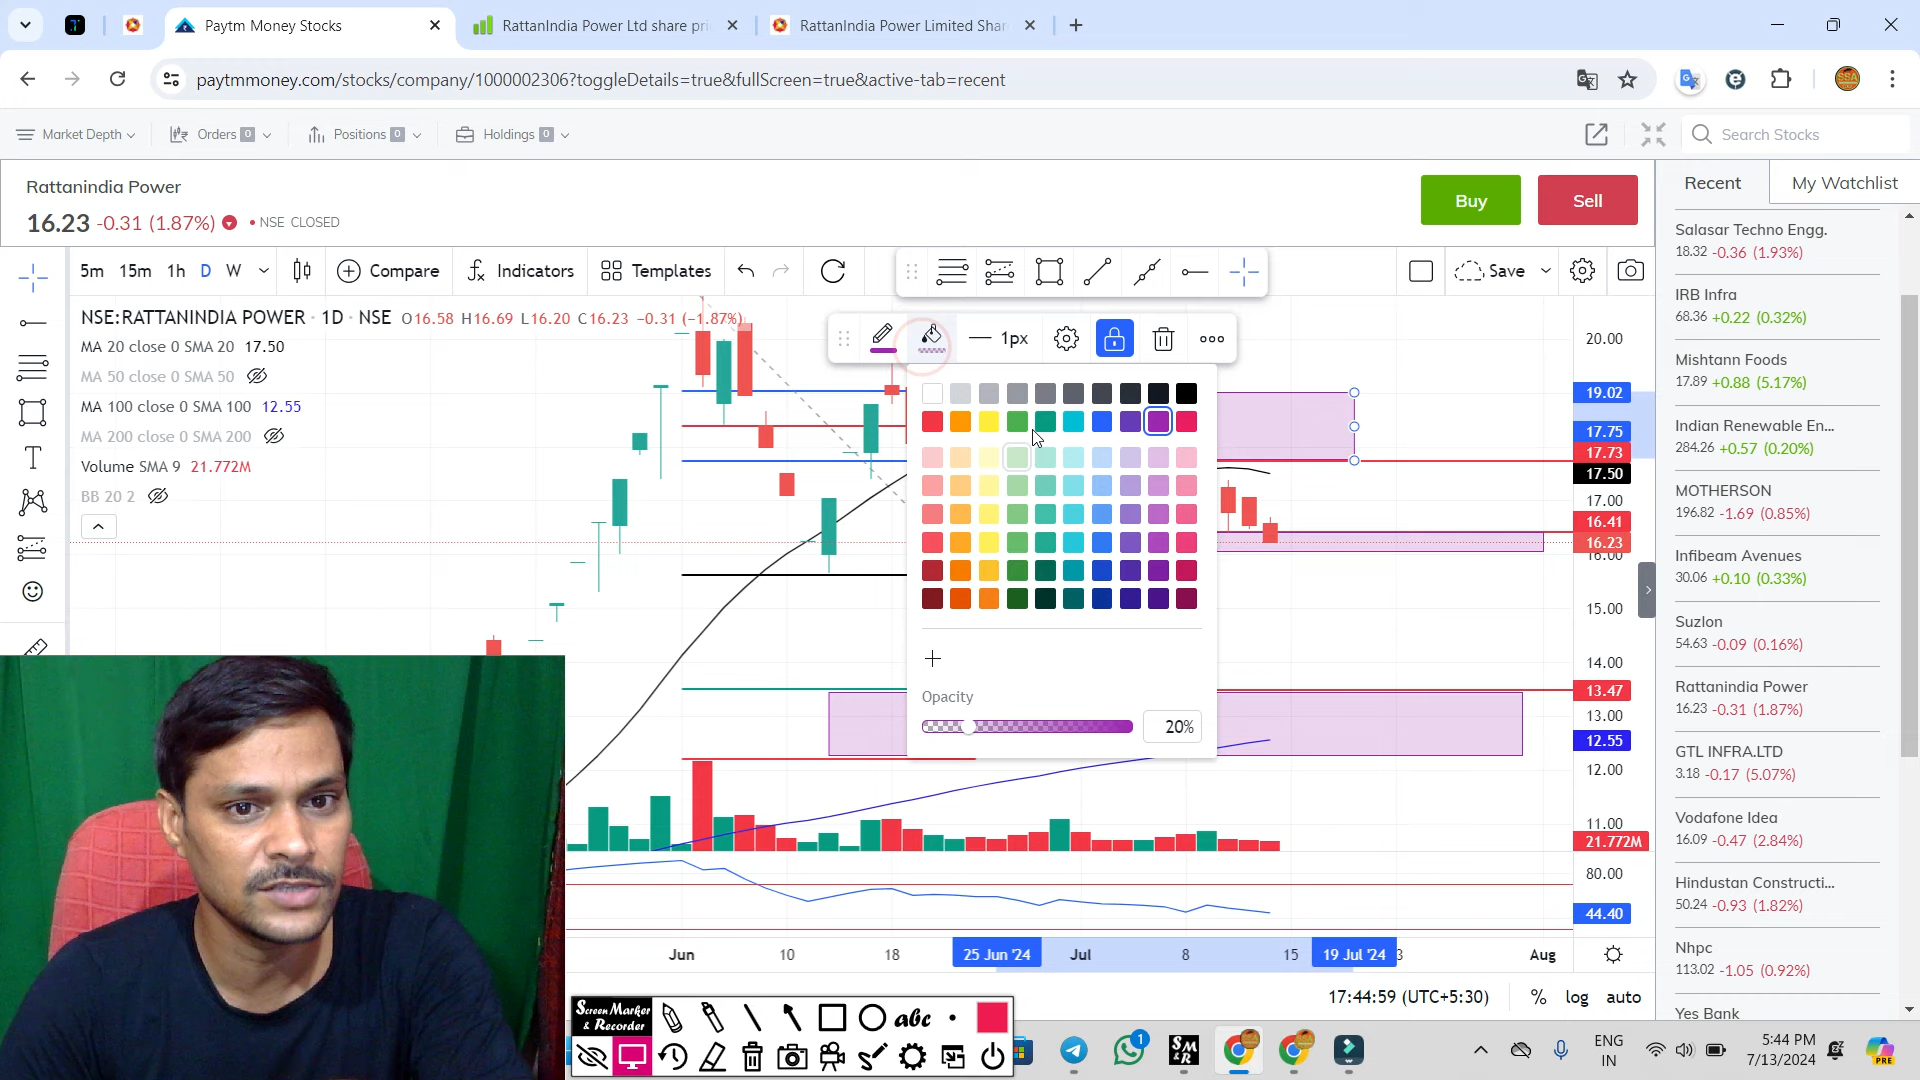 Paytm Money Stocks
RattanIndia Power Ltd share pri
RattanIndia Power Limited Shar
paytmmoney.com/stocks/company/1000002306?toggleDetails=true&fullScreen=true&active-tab=recent
Market Depth
Orders 0
Positions 0
Holdings 0
Search Stocks
Rattanindia Power
16.23 -0.31 (1.87%) • NSE CLOSED
Buy
Sell
Recent
My Watchlist
5m 15m 1h D W
Compare
Indicators
Templates
Save
NSE:RATTANINDIA POWER · 1D · NSE O16.58 H16.69 L16.20 C16.23 -0.31 (-1.87%)
MA 20 close 0 SMA 20 17.50
MA 50 close 0 SMA 50
MA 100 close 0 SMA 100 12.55
MA 200 close 0 SMA 200
Volume SMA 9 21.772M
BB 20 2
1px
Opacity
20%
20.00
19.02
17.75
17.73
17.50
17.00
16.41
16.23
16.00
15.00
14.00
13.47
13.00
12.55
12.00
11.00
21.772M
80.00
44.40
Jun 10 18 25 Jun '24 Jul 8 15 19 Jul '24 3 Aug
17:44:59 (UTC+5:30) % log auto
Salasar Techno Engg.
18.32 -0.36 (1.93%)
IRB Infra
68.36 +0.22 (0.32%)
Mishtann Foods
17.89 +0.88 (5.17%)
Indian Renewable En...
284.26 +0.57 (0.20%)
MOTHERSON
196.82 -1.69 (0.85%)
Infibeam Avenues
30.06 +0.10 (0.33%)
Suzlon
54.63 -0.09 (0.16%)
Rattanindia Power
16.23 -0.31 (1.87%)
GTL INFRA.LTD
3.18 -0.17 (5.07%)
Vodafone Idea
16.09 -0.47 (2.84%)
Hindustan Constructi...
50.24 -0.93 (1.82%)
Nhpc
113.02 -1.05 (0.92%)
Yes Bank
Screen Marker
& Recorder
abc
1
SM
&R
ENG
IN
5:44 PM
7/13/2024
PRE